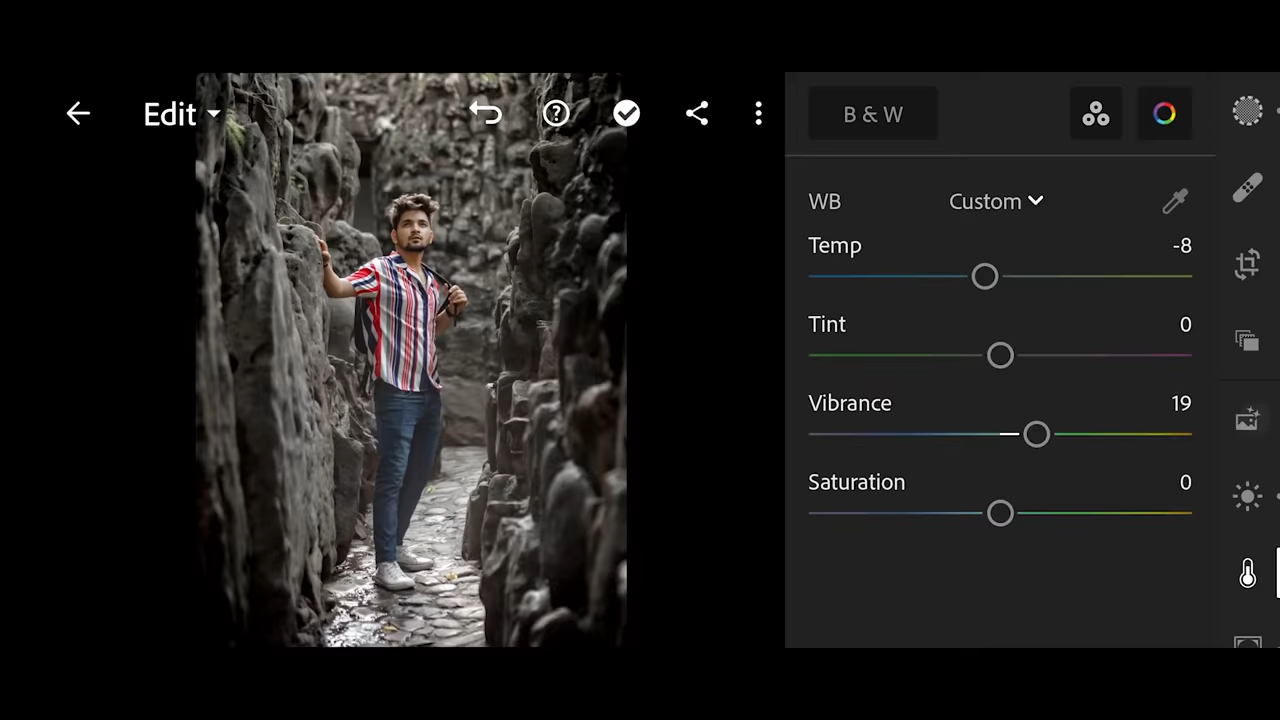 Edit
B & W
WB Custom
Temp -8
Tint 0
Vibrance 19
Saturation 0